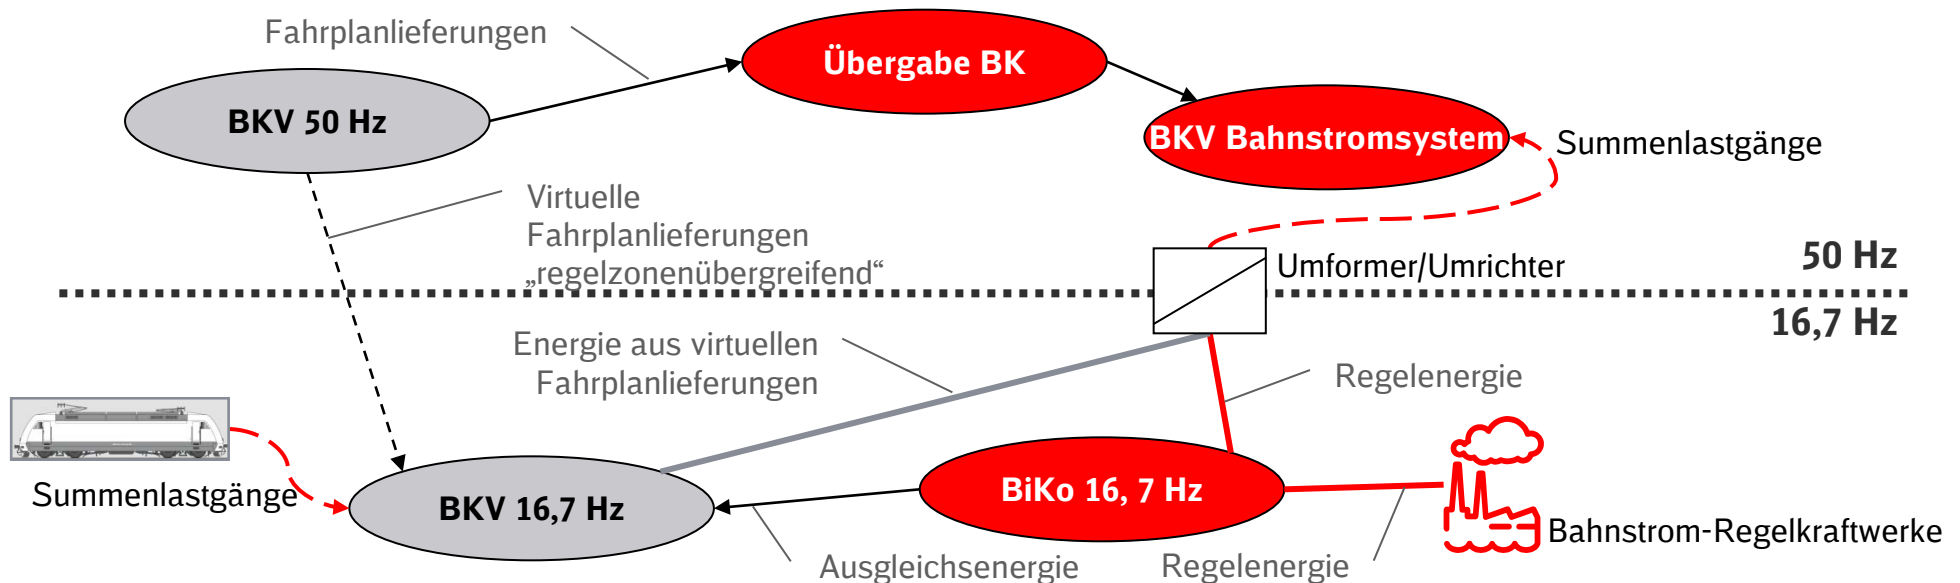 Fahrplanlieferungen
Übergabe BK
BKV 50 Hz
BKV Bahnstromsystem
Summenlastgänge
Virtuelle
Fahrplanlieferungen
„regelzonenübergreifend“
Umformer/Umrichter
50 Hz
16,7 Hz
Energie aus virtuellen
Fahrplanlieferungen
Regelenergie
Summenlastgänge
BKV 16,7 Hz
BiKo 16, 7 Hz
Bahnstrom-Regelkraftwerke
Ausgleichsenergie
Regelenergie